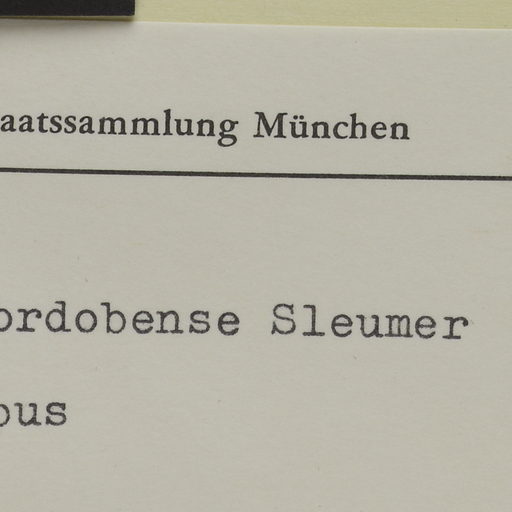 aatssammlung München
ordobense Sleumer
ous